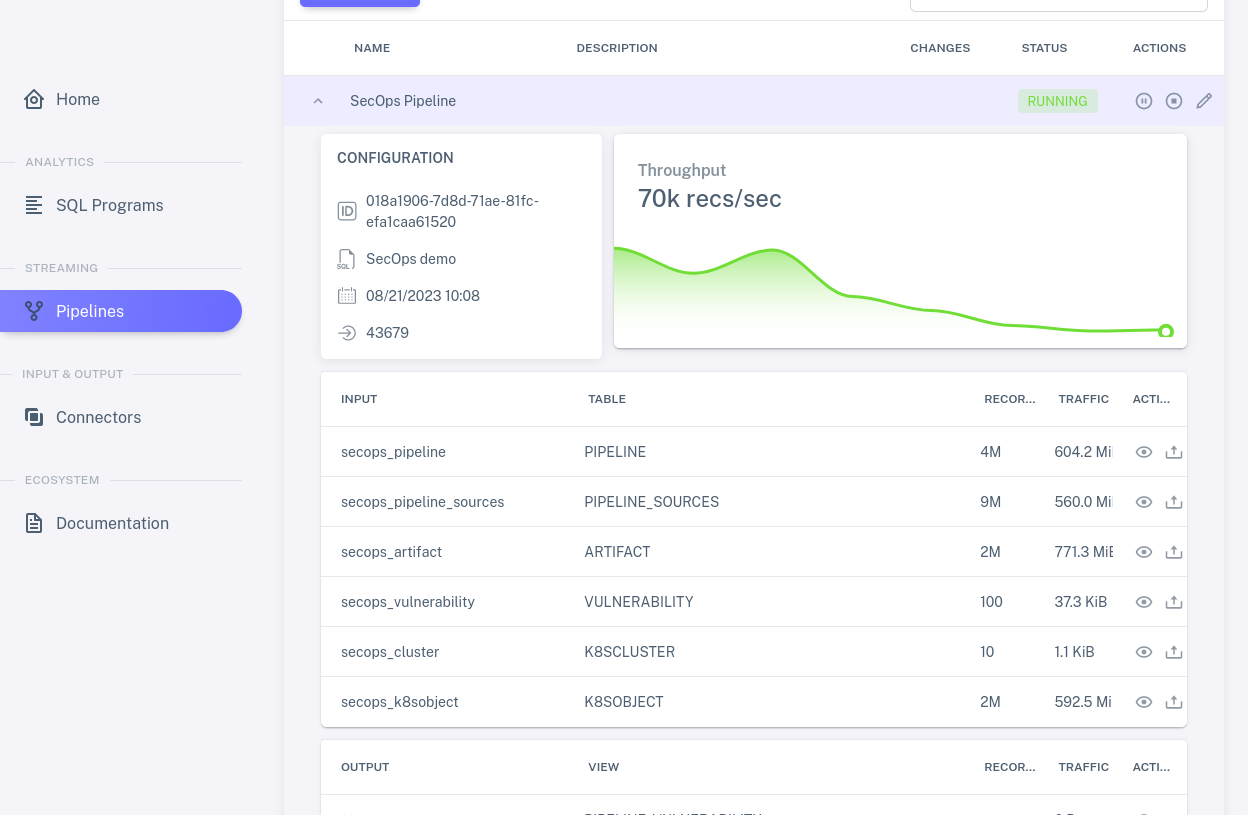 Home
ANALYTICS
SQL Programs
STREAMING
Pipelines
INPUT & OUTPUT
Connectors
ECOSYSTEM
Documentation
NAME DESCRIPTION CHANGES STATUS ACTIONS
SecOps Pipeline RUNNING
CONFIGURATION
ID 018a1906-7d8d-71ae-81fc-
efa1caa61520
SQL SecOps demo
08/21/2023 10:08
43679
Throughput
70k recs/sec
INPUT TABLE RECOR... TRAFFIC ACTI...
secops_pipeline PIPELINE 4M 604.2 Mi
secops_pipeline_sources PIPELINE_SOURCES 9M 560.0 Mi
secops_artifact ARTIFACT 2M 771.3 MiB
secops_vulnerability VULNERABILITY 100 37.3 KiB
secops_cluster K8SCLUSTER 10 1.1 KiB
secops_k8sobject K8SOBJECT 2M 592.5 Mi
OUTPUT VIEW RECOR... TRAFFIC ACTI...